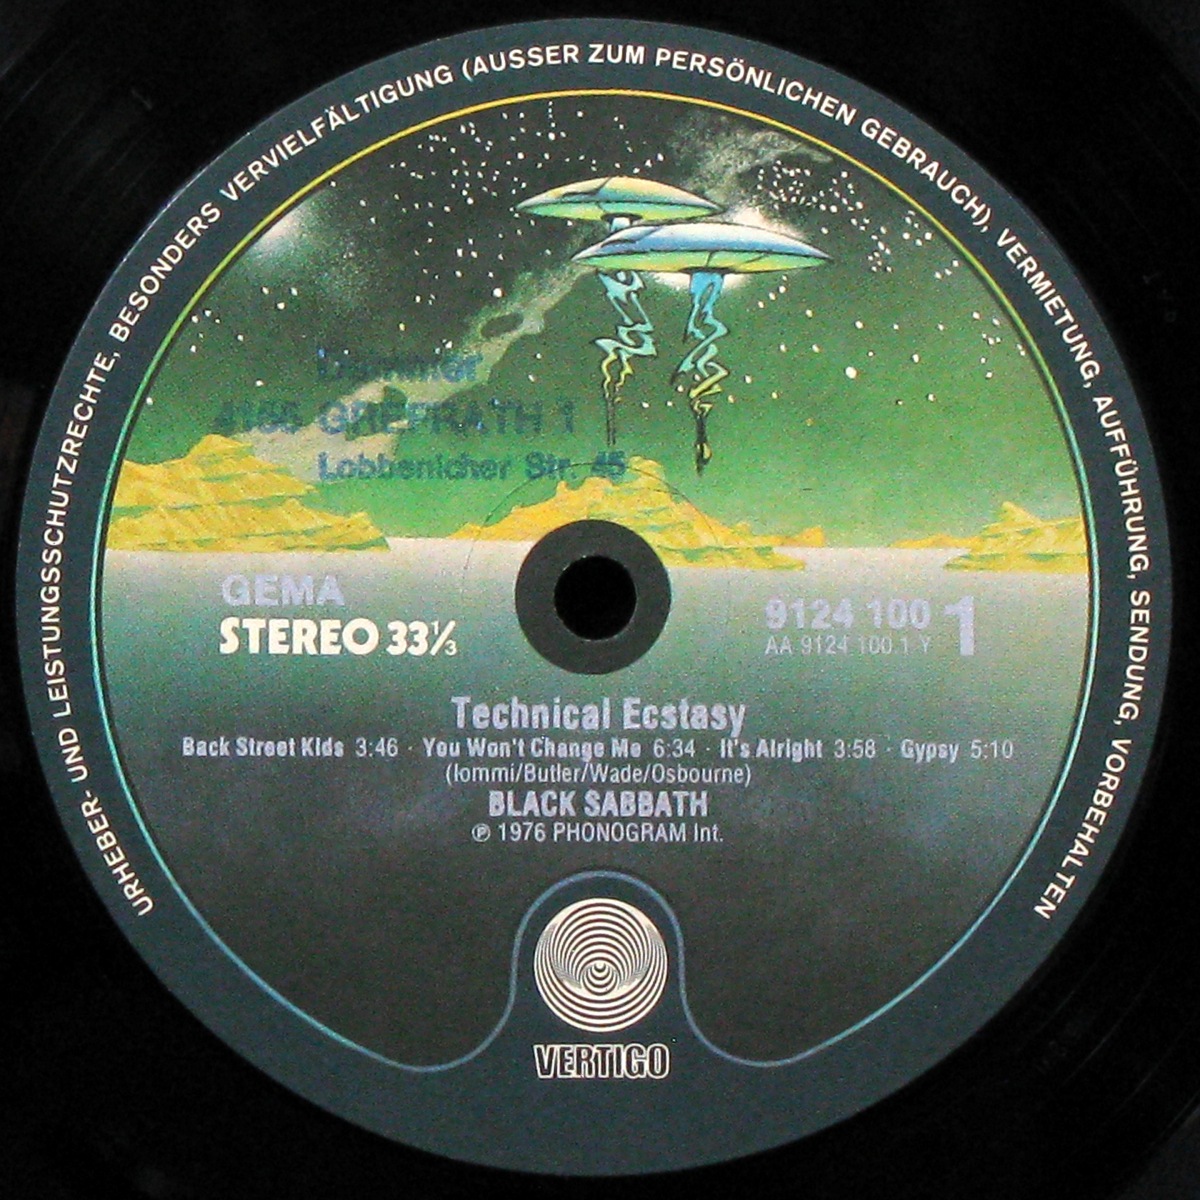 URHEBER- UND LEISTUNGSSCHUTZRECHTE, BESONDERS VERVIELFÄLTIGUNG (AUSSER ZUM PERSÖNLICHEN GEBRAUCH), VERMIETUNG, AUFFÜHRUNG, SENDUNG, VORBEHALTEN
4155 GREFRATH 1
Lobbericher Str. 45
GEMA
STEREO 33⅓
9124 100 1
AA 9124 100 1 Y
Technical Ecstasy
Back Street Kids 3:46 · You Won't Change Me 6:34 · It's Alright 3:58 · Gypsy 5:10
(Iommi/Butler/Wade/Osbourne)
BLACK SABBATH
℗ 1976 PHONOGRAM Int.
VERTIGO